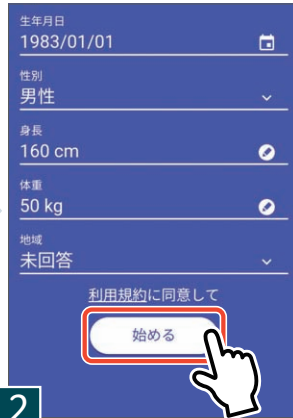 生年月日
1983/01/01
性別
男性
身長
160 cm
体重
50 kg
地域
未回答
利用規約に同意して
始める
2